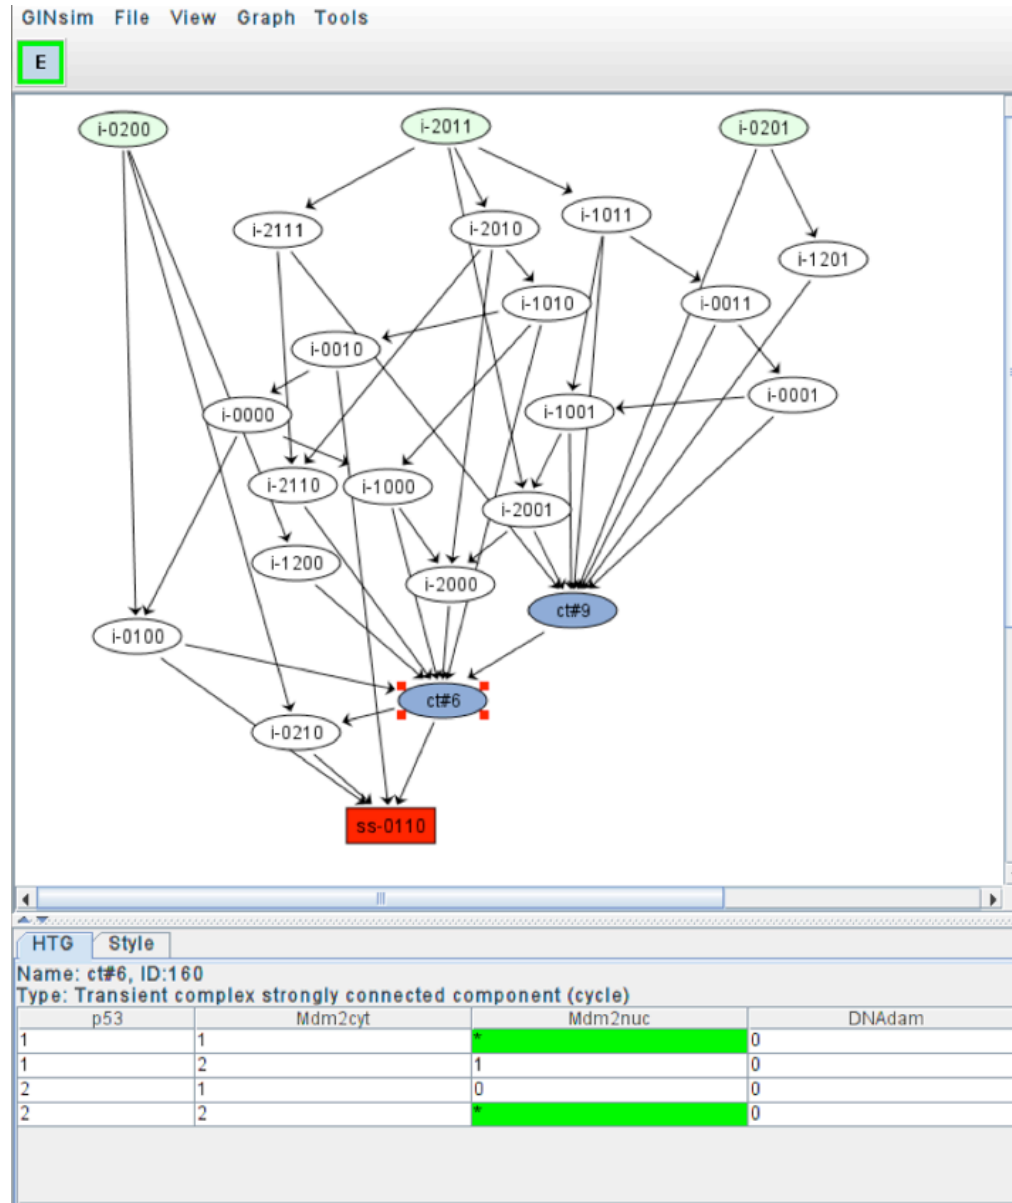 GINsim File View Graph Tools
E
i-0200
i-2011
i-0201
i-2111
i-2010
i-1011
i-1201
i-1010
i-0011
i-0010
i-0001
i-0000
i-1001
i-2110
i-1000
i-2001
i-1200
i-2000
ct#9
i-0100
ct#6
i-0210
ss-0110
HTG Style
Name: ct#6, ID:160
Type: Transient complex strongly connected component (cycle)
p53 Mdm2cyt Mdm2nuc DNAdam
1 1 * 0
1 2 1 0
2 1 0 0
2 2 * 0